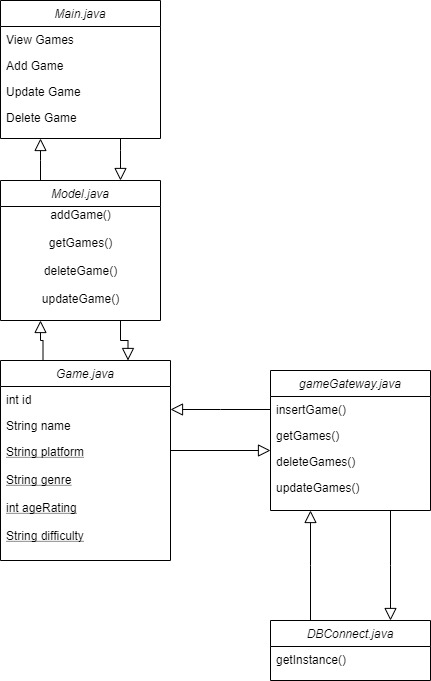 Main.java
View Games
Add Game
Update Game
Delete Game
Model.java
addGame()
getGames()
deleteGame()
updateGame()
Game.java
int id
String name
String platform
String genre
int ageRating
String difficulty
gameGateway.java
insertGame()
getGames()
deleteGames()
updateGames()
DBConnect.java
getInstance()